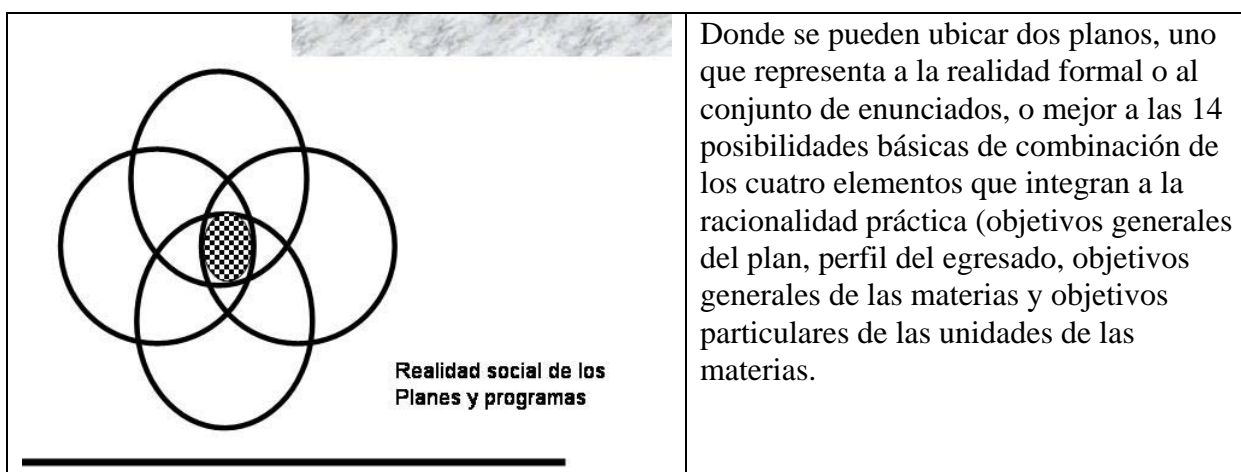 Donde se pueden ubicar dos planos, uno
que representa a la realidad formal o al
conjunto de enunciados, o mejor a las 14
posibilidades básicas de combinación de
los cuatro elementos que integran a la
racionalidad práctica (objetivos generales
del plan, perfil del egresado, objetivos
generales de las materias y objetivos
particulares de las unidades de las
materias.
Realidad social de los
Planes y programas